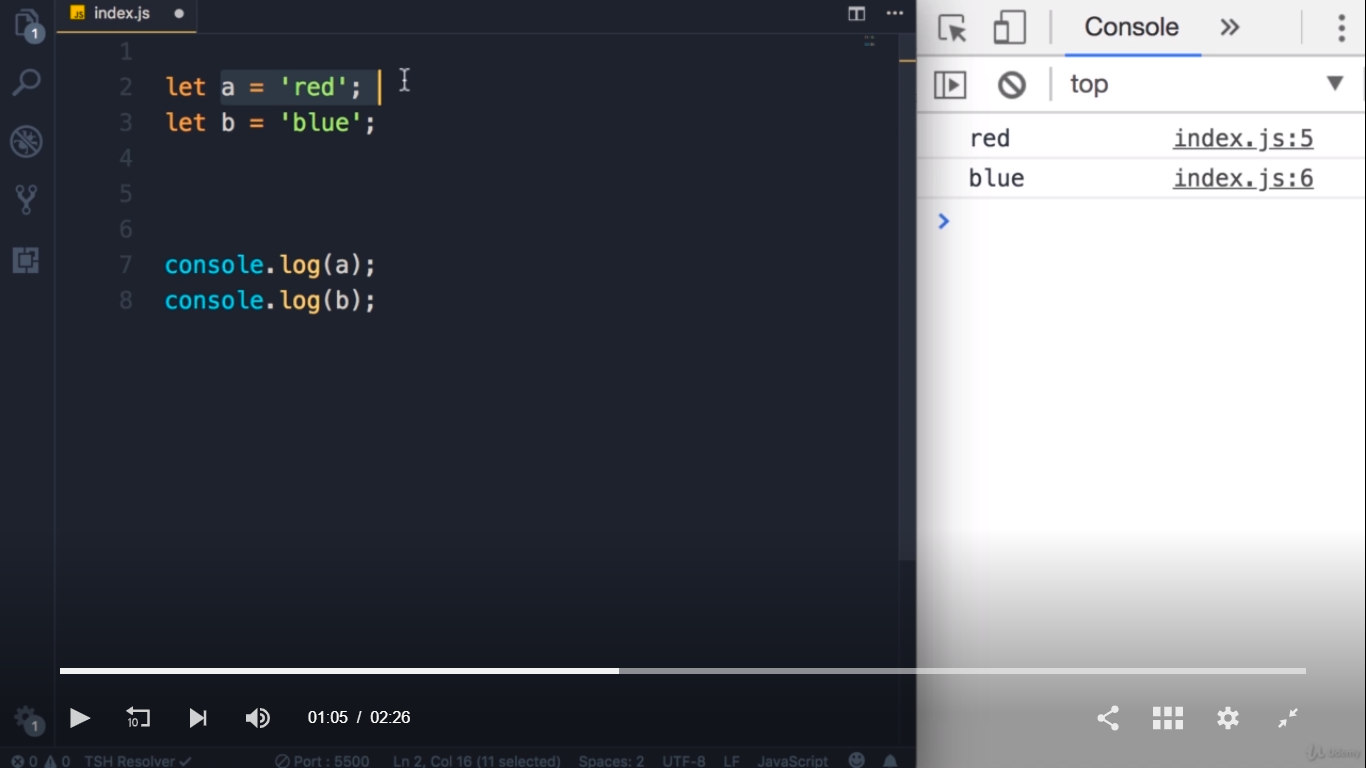 index.js
1
1
2 let a = 'red';
3 let b = 'blue';
4
5
6
7 console.log(a);
8 console.log(b);
Console
top
red index.js:5
blue index.js:6
10
01:05 / 02:26
1
0 0 TSH Resolver Port : 5500 Ln 2, Col 16 (11 selected) Spaces: 2 UTF-8 LF JavaScript
Udemy